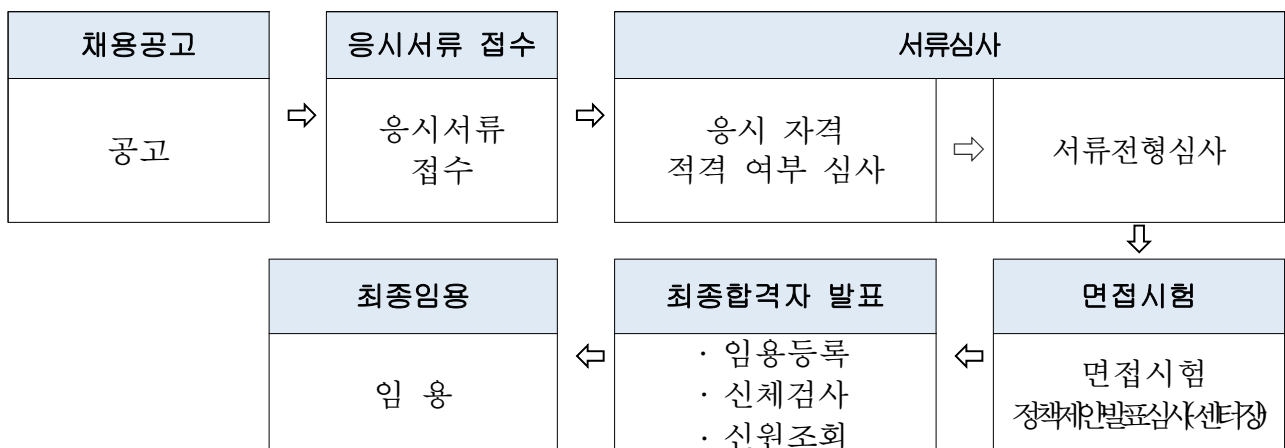 채용공고
응시서류 접수
서류심사
공고
⇨
응시서류
접수
⇨
응시 자격
적격 여부 심사
⇨
서류전형심사
⇩
최종임용
최종합격자 발표
면접시험
임 용
⇦
· 임용등록
· 신체검사
· 신원조회
⇦
면접시험
정책제안발표심사(센터장)